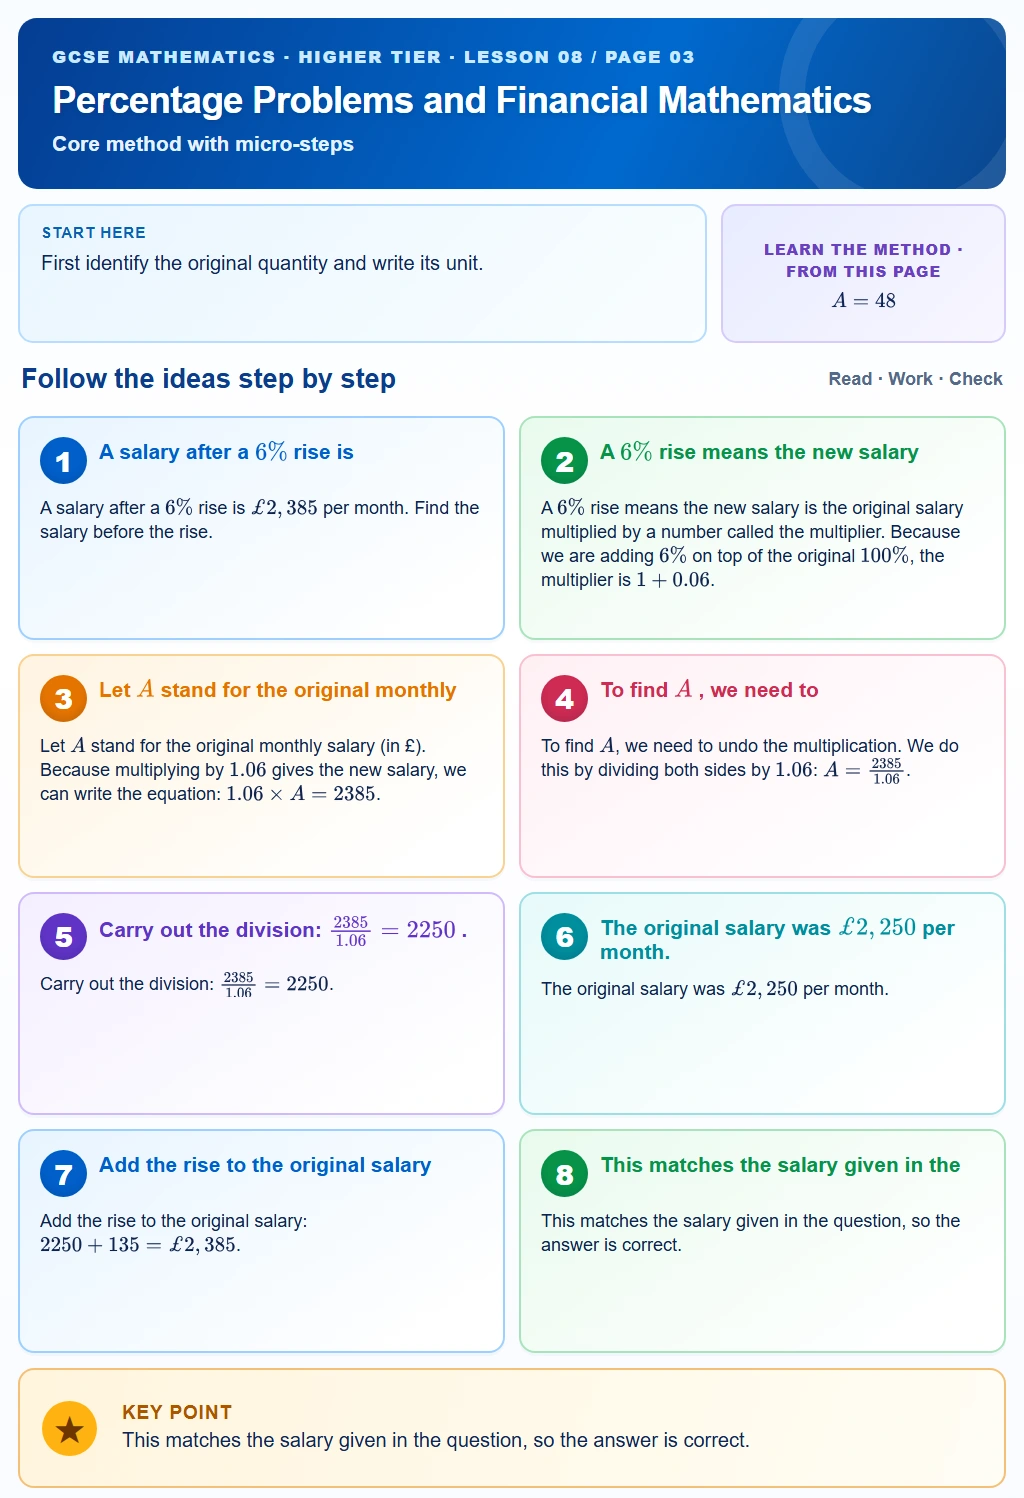 GCSE MATHEMATICS · HIGHER TIER · LESSON 08 / PAGE 03
Percentage Problems and Financial Mathematics
Core method with micro-steps
START HERE
First identify the original quantity and write its unit.
LEARN THE METHOD ·
FROM THIS PAGE
A = 48
Follow the ideas step by step
Read · Work · Check
1
A salary after a 6% rise is
A salary after a 6% rise is £2, 385 per month. Find the
salary before the rise.
2
A 6% rise means the new salary
A 6% rise means the new salary is the original salary
multiplied by a number called the multiplier. Because
we are adding 6% on top of the original 100%, the
multiplier is 1 + 0.06.
3
Let A stand for the original monthly
Let A stand for the original monthly salary (in £).
Because multiplying by 1.06 gives the new salary, we
can write the equation: 1.06 × A = 2385.
4
To find A , we need to
To find A, we need to undo the multiplication. We do
this by dividing both sides by 1.06: A = 2385/1.06.
5
Carry out the division: 2385/1.06 = 2250 .
Carry out the division: 2385/1.06 = 2250.
6
The original salary was £2, 250 per
month.
The original salary was £2, 250 per month.
7
Add the rise to the original salary
Add the rise to the original salary:
2250 + 135 = £2, 385.
8
This matches the salary given in the
This matches the salary given in the question, so the
answer is correct.
KEY POINT
This matches the salary given in the question, so the answer is correct.